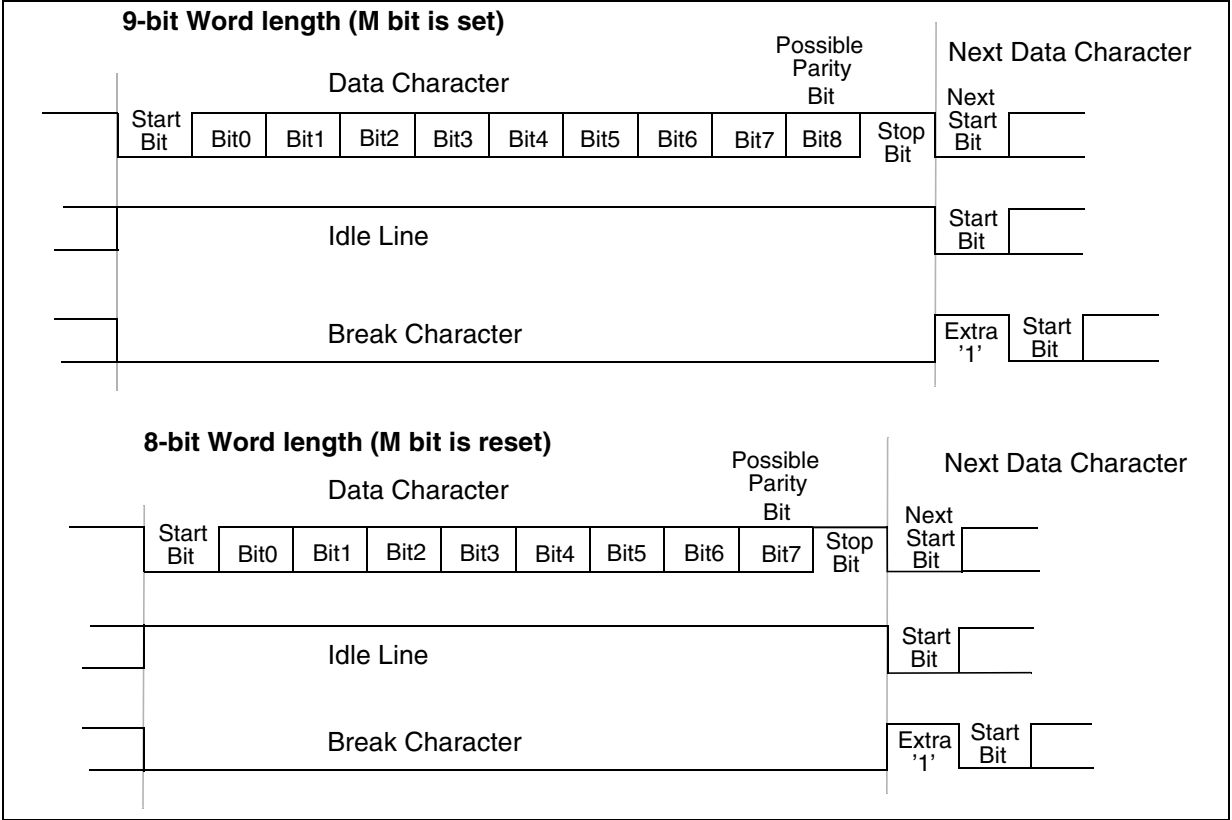 9-bit Word length (M bit is set)
Possible
Parity
Bit
Next Data Character
Data Character
Start
Bit
Bit0
Bit1
Bit2
Bit3
Bit4
Bit5
Bit6
Bit7
Bit8
Stop
Bit
Next
Start
Bit
Idle Line
Start
Bit
Break Character
Extra
'1'
Start
Bit
8-bit Word length (M bit is reset)
Possible
Parity
Bit
Next Data Character
Data Character
Start
Bit
Bit0
Bit1
Bit2
Bit3
Bit4
Bit5
Bit6
Bit7
Stop
Bit
Next
Start
Bit
Idle Line
Start
Bit
Break Character
Extra
'1'
Start
Bit